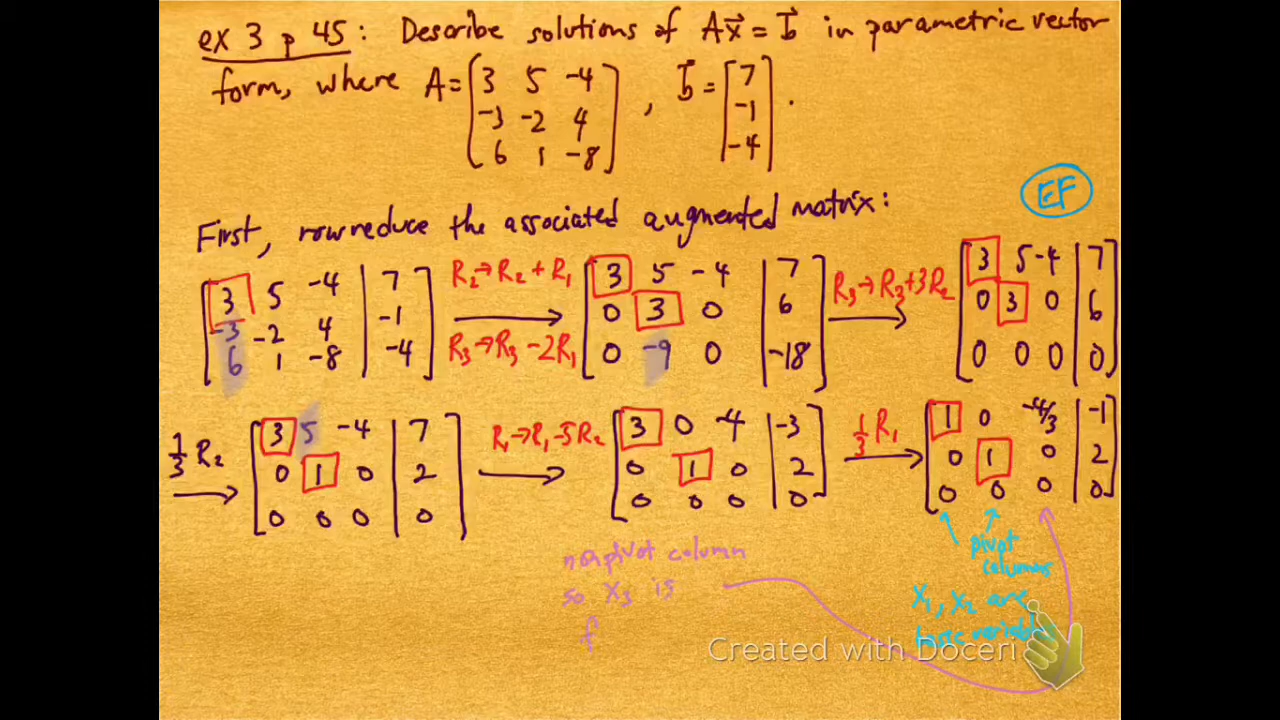 ex 3 p 45: Describe solutions of Ax⃗ = b⃗ in parametric vector
form, where A = [3 5 -4; -3 -2 4; 6 1 -8], b⃗ = [7; -1; -4].
EF
First, row reduce the associated augmented matrix:
[3 5 -4 | 7; -3 -2 4 | -1; 6 1 -8 | -4] R₂→R₂+R₁ R₃→R₃-2R₁ [3 5 -4 | 7; 0 3 0 | 6; 0 -9 0 | -18] R₃→R₃+3R₂ [3 5 -4 | 7; 0 3 0 | 6; 0 0 0 | 0]
1/3 R₂ [3 5 -4 | 7; 0 1 0 | 2; 0 0 0 | 0] R₁→R₁-5R₂ [3 0 -4 | -3; 0 1 0 | 2; 0 0 0 | 0] 1/3 R₁ [1 0 -4/3 | -1; 0 1 0 | 2; 0 0 0 | 0]
nonpivot column
so x₃ is
f
pivot
columns
x₁, x₂ are
basic variable
Created with Doceri